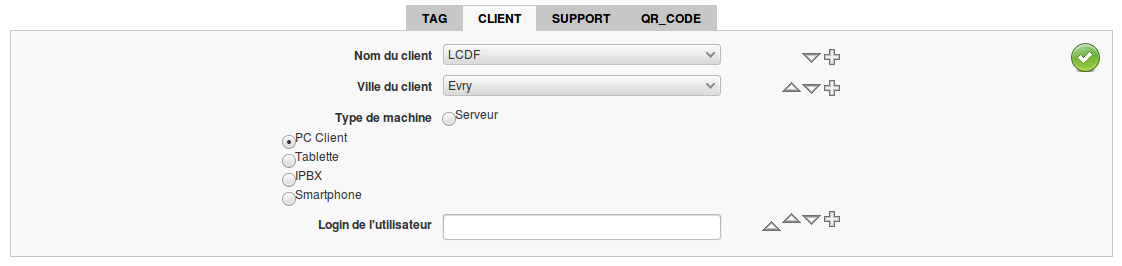 TAG CLIENT SUPPORT QR_CODE
Nom du client LCDF
Ville du client Evry
Type de machine Serveur
PC Client
Tablette
IPBX
Smartphone
Login de l'utilisateur